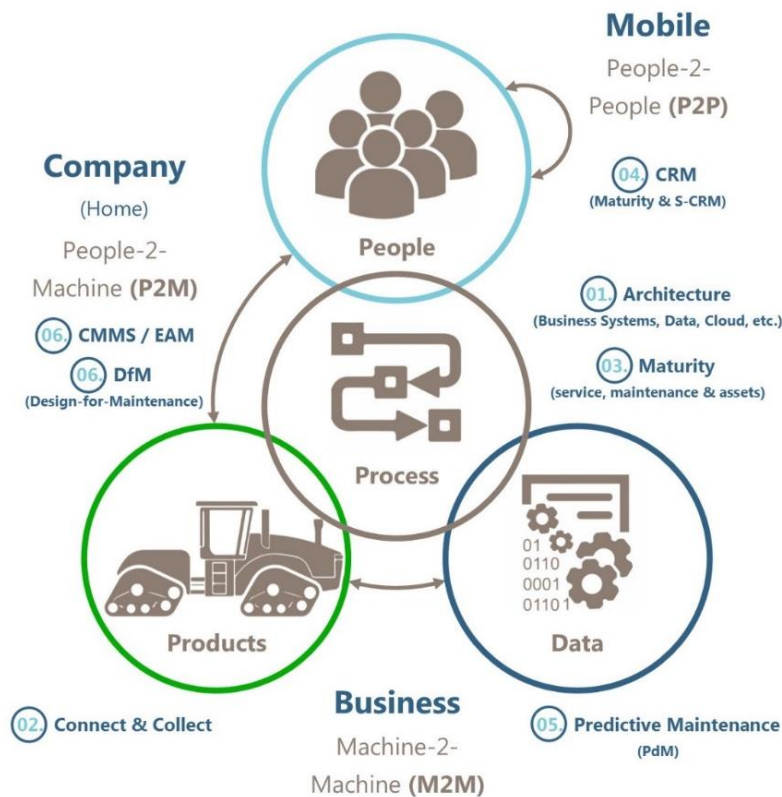 Mobile
People-2-
People (P2P)
04. CRM
(Maturity & S-CRM)
Company
(Home)
People-2-
Machine (P2M)
06. CMMS / EAM
06. DfM
(Design-for-Maintenance)
People
01. Architecture
(Business Systems, Data, Cloud, etc.)
03. Maturity
(service, maintenance & assets)
Process
Products
01
0110
0001
01101
Data
02. Connect & Collect
Business
Machine-2-
Machine (M2M)
05. Predictive Maintenance
(PdM)